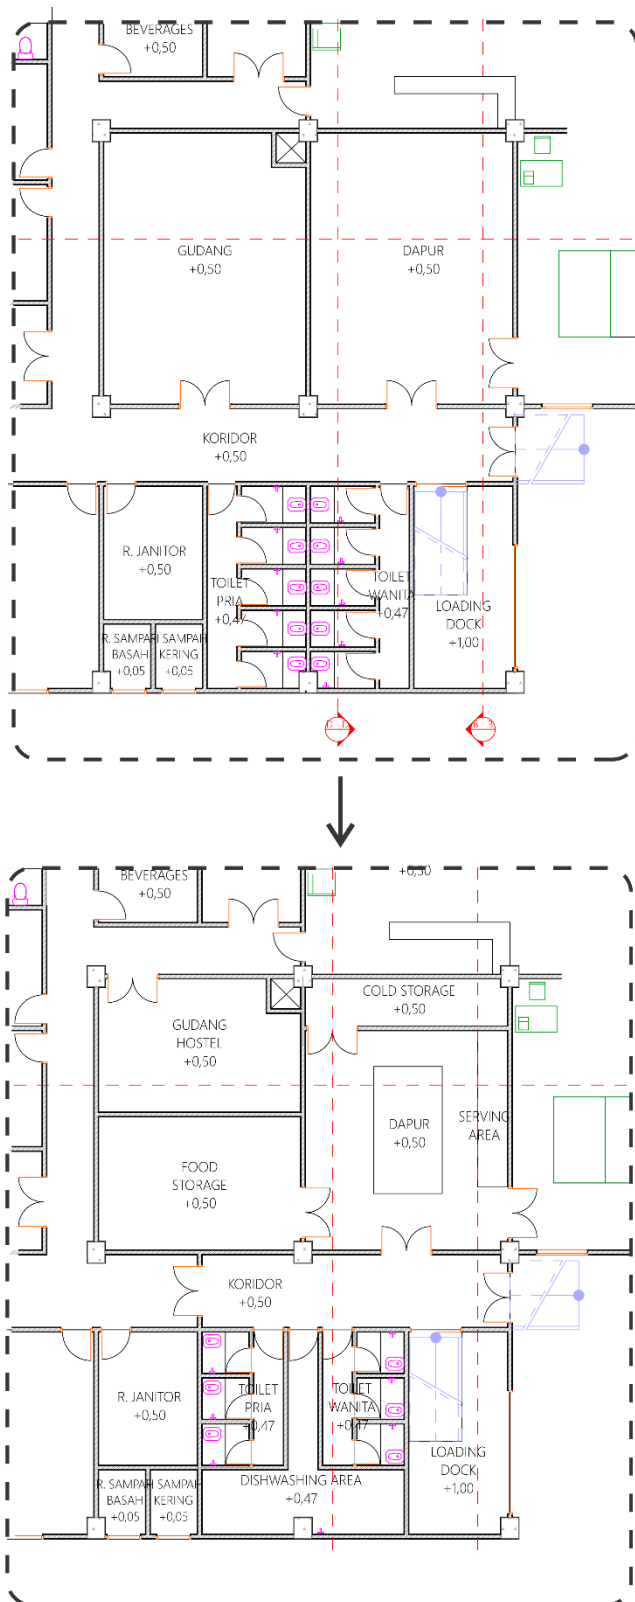 BEVERAGES
+0,50
GUDANG
+0,50
DAPUR
+0,50
KORIDOR
+0,50
R. JANITOR
+0,50
TOILET
PRIA
+0,47
TOILET
WANITA
+0,47
LOADING
DOCK
+1,00
R. SAMPAH
BASAH
+0,05
SAMPAH
KERING
+0,05
BEVERAGES
+0,50
+0,50
COLD STORAGE
+0,50
GUDANG
HOSTEL
+0,50
DAPUR
+0,50
SERVING
AREA
FOOD
STORAGE
+0,50
KORIDOR
+0,50
R. JANITOR
+0,50
TOILET
PRIA
+0,47
TOILET
WANITA
+0,47
LOADING
DOCK
+1,00
R. SAMPAH
BASAH
+0,05
SAMPAH
KERING
+0,05
DISHWASHING AREA
+0,47